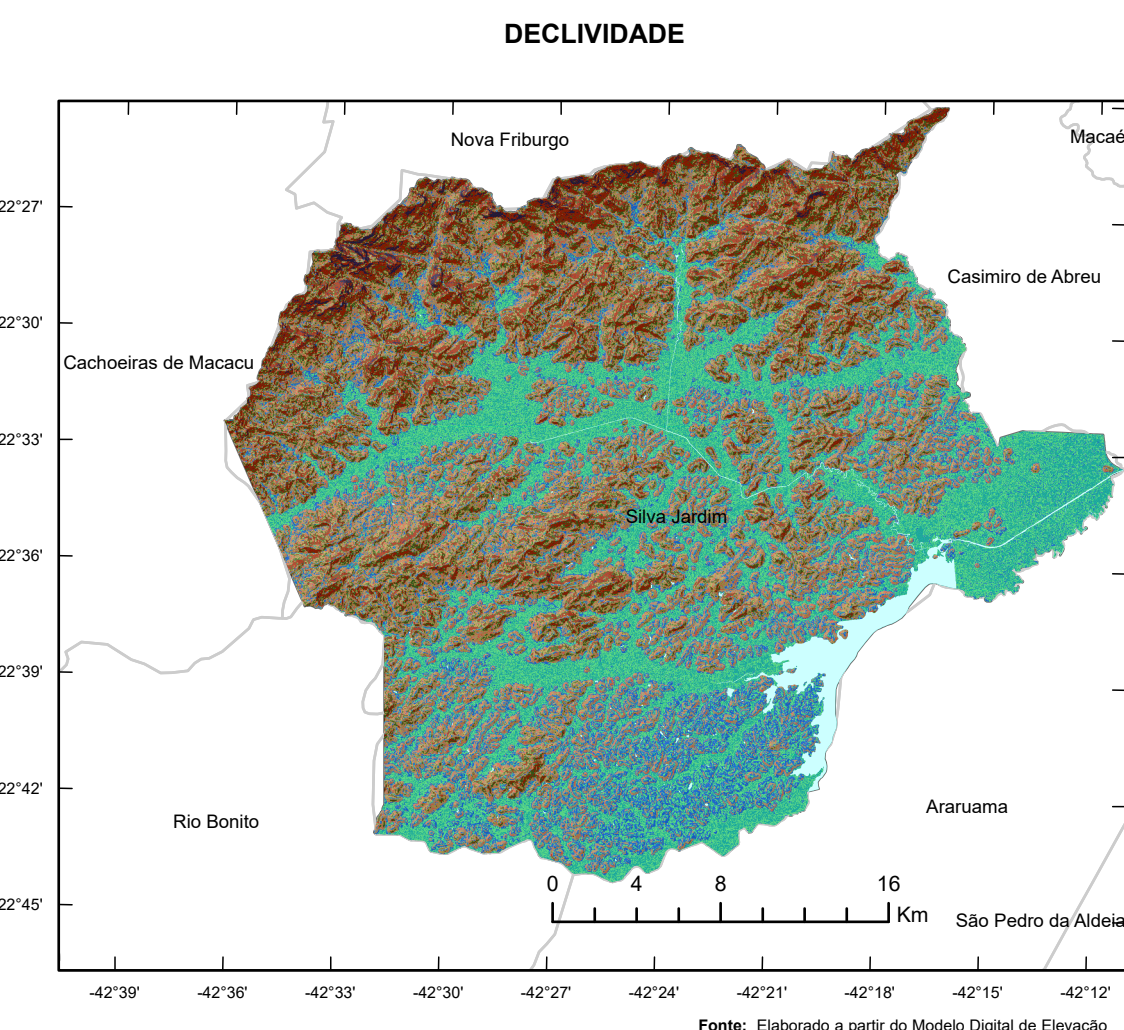 DECLIVIDADE
Nova Friburgo
Macaé
22°27'
Casimiro de Abreu
22°30'
Cachoeiras de Macacu
22°33'
Silva Jardim
22°36'
22°39'
22°42'
Araruama
Rio Bonito
0 4 8 16
Km
22°45'
São Pedro da Aldeia
-42°39' -42°36' -42°33' -42°30' -42°27' -42°24' -42°21' -42°18' -42°15' -42°12'
Fonte: Elaborado a partir do Modelo Digital de Elevação